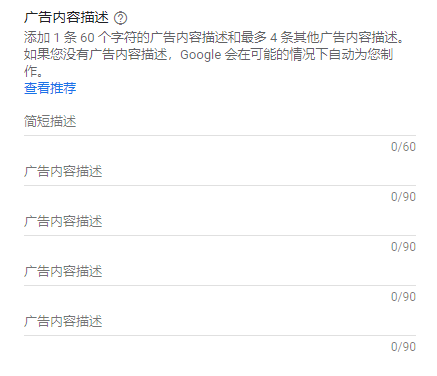 广告内容描述 ?
添加 1 条 60 个字符的广告内容描述和最多 4 条其他广告内容描述。
如果您没有广告内容描述，Google 会在可能的情况下自动为您制
作。
查看推荐
简短描述
0/60
广告内容描述
0/90
广告内容描述
0/90
广告内容描述
0/90
广告内容描述
0/90